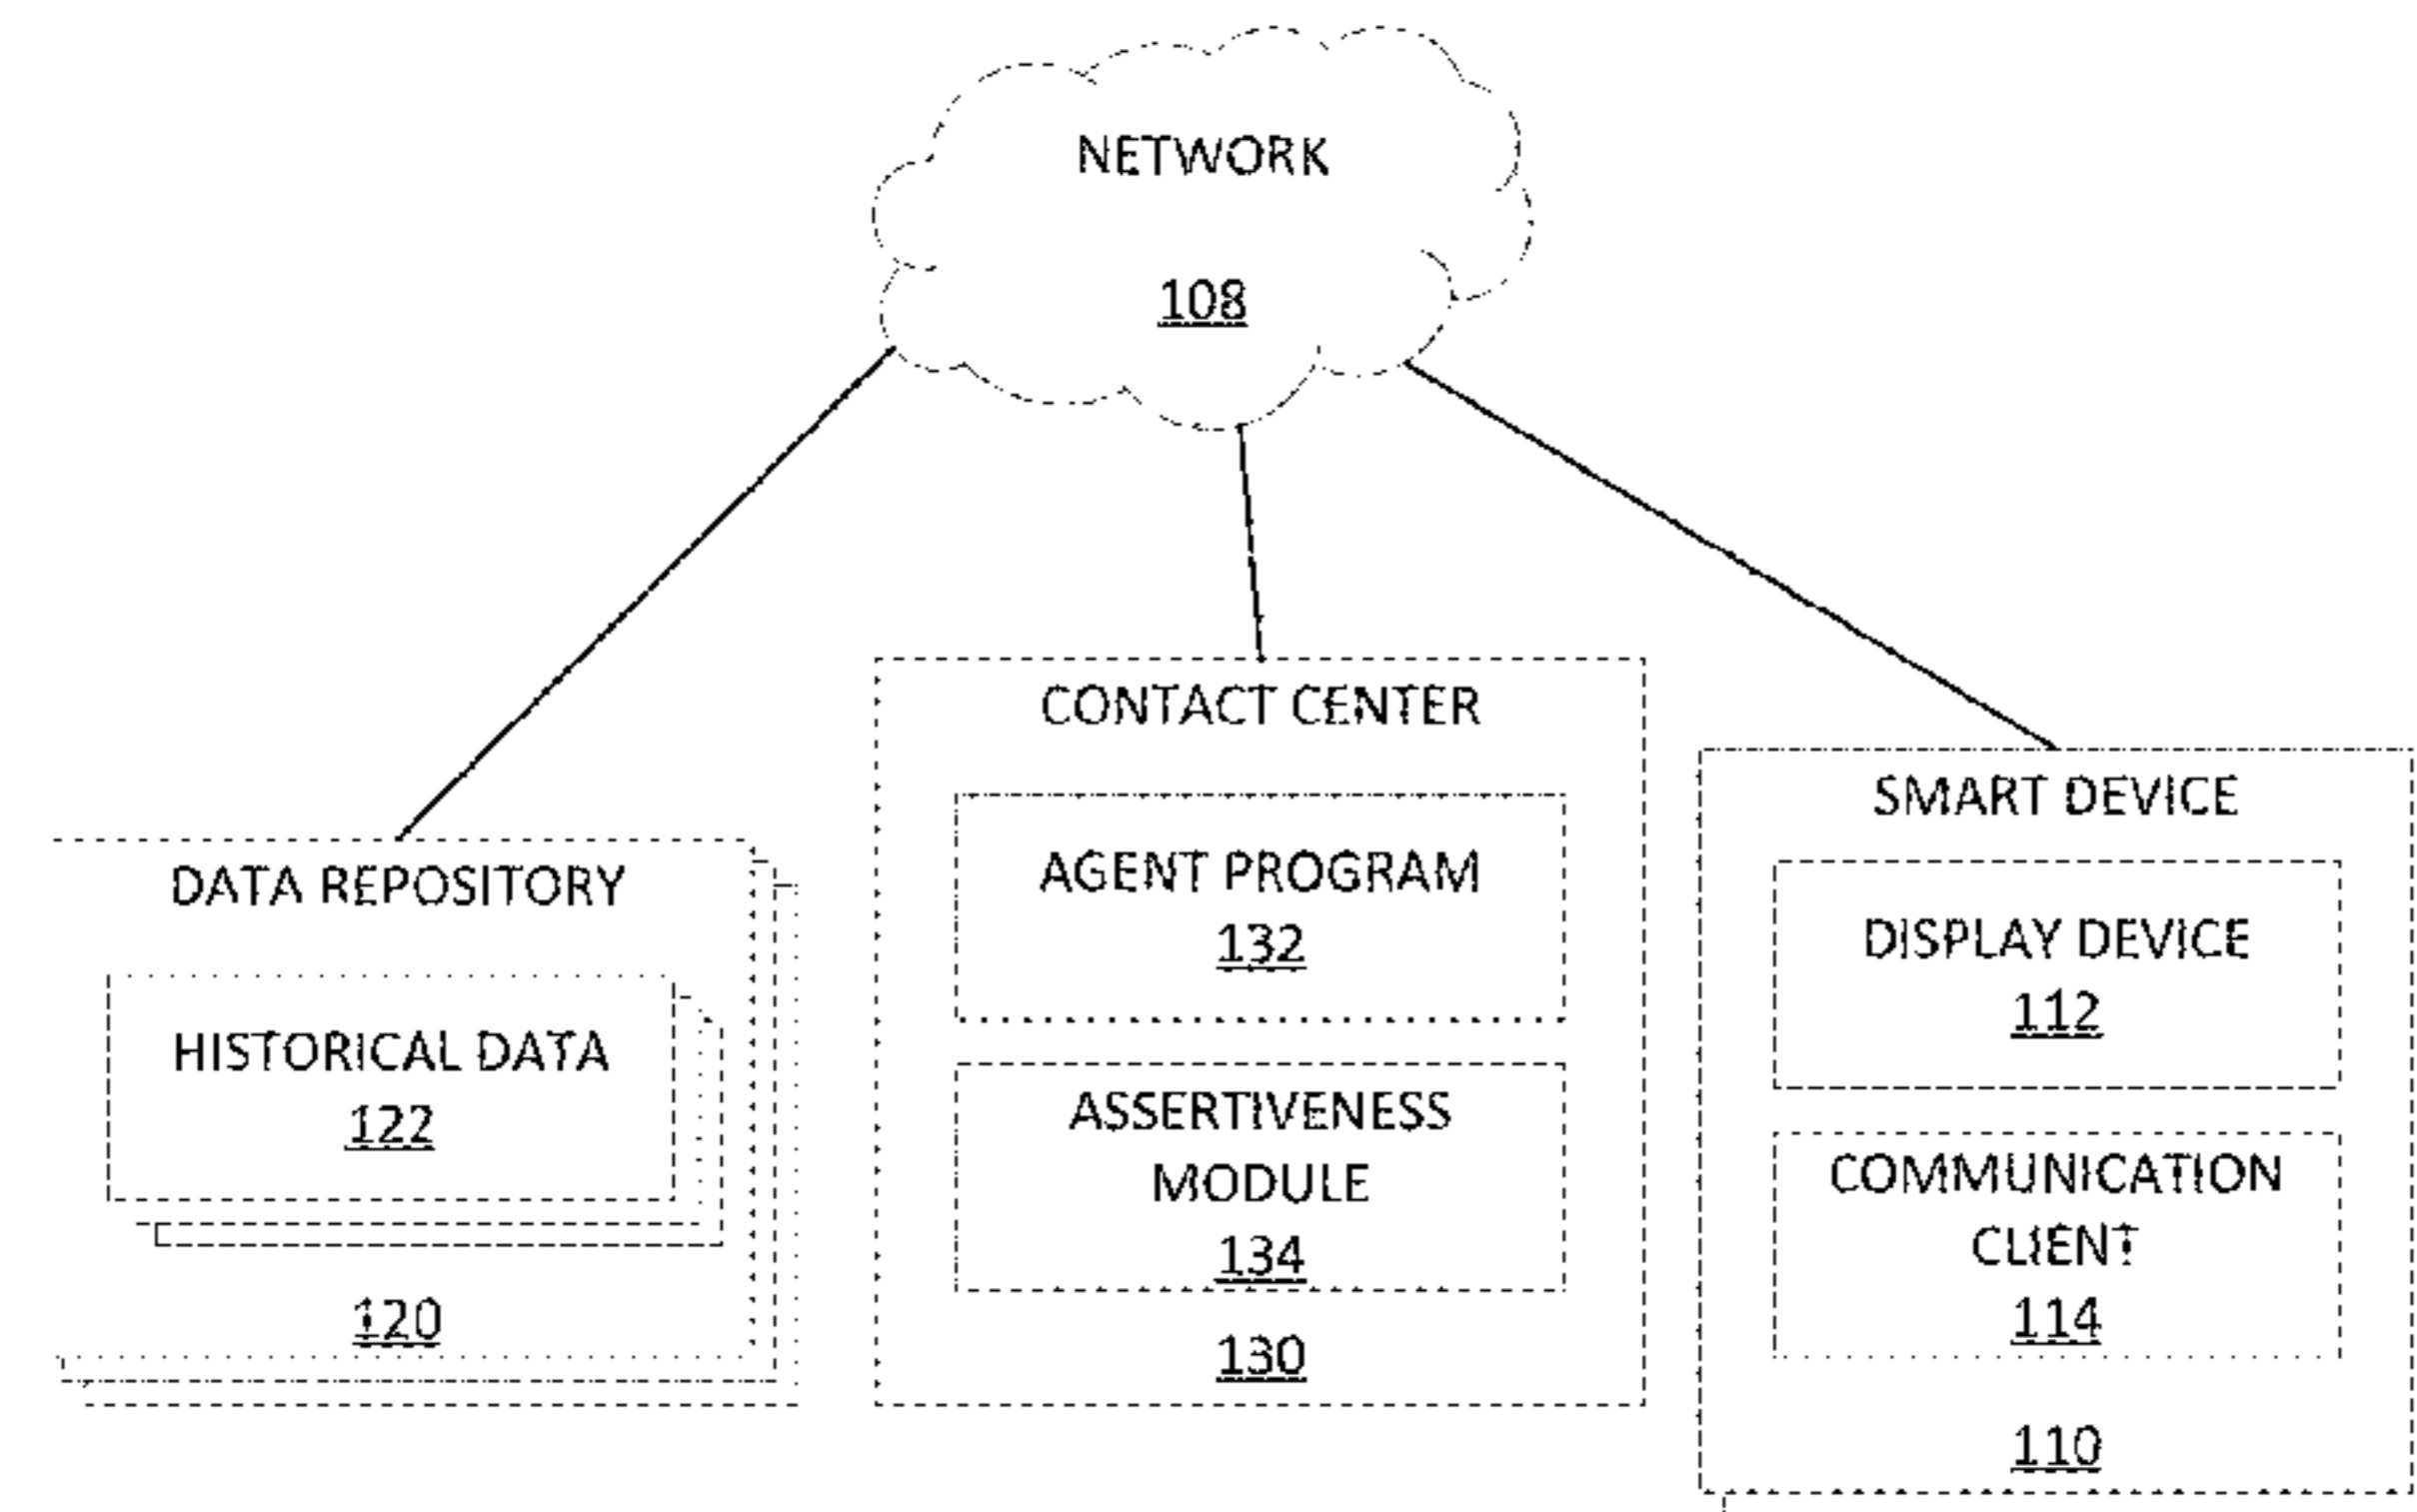 NETWORK
108
DATA REPOSITORY
HISTORICAL DATA
122
120
CONTACT CENTER
AGENT PROGRAM
132
ASSERTIVENESS
MODULE
134
130
SMART DEVICE
DISPLAY DEVICE
112
COMMUNICATION
CLIENT
114
110